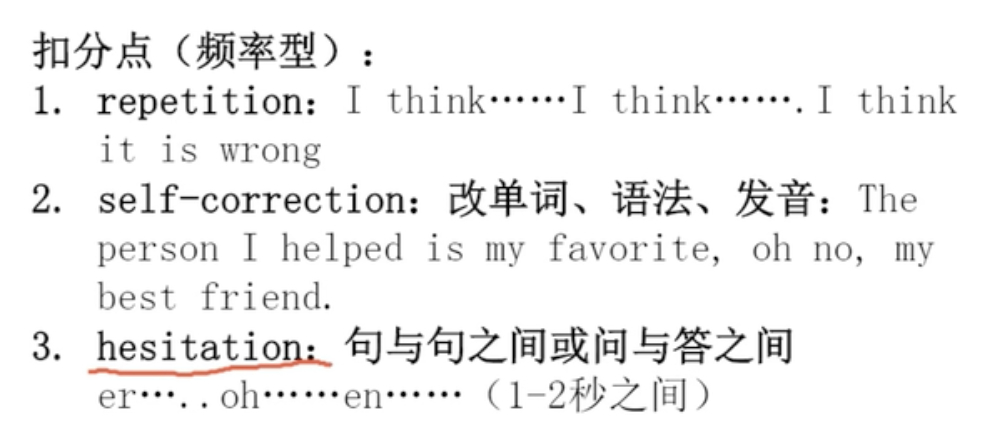 扣分点（频率型）：
1. repetition：I think……I think…….I think
it is wrong
2. self-correction：改单词、语法、发音：The
person I helped is my favorite, oh no, my
best friend.
3. hesitation：句与句之间或问与答之间
er…..oh……en……（1-2秒之间）